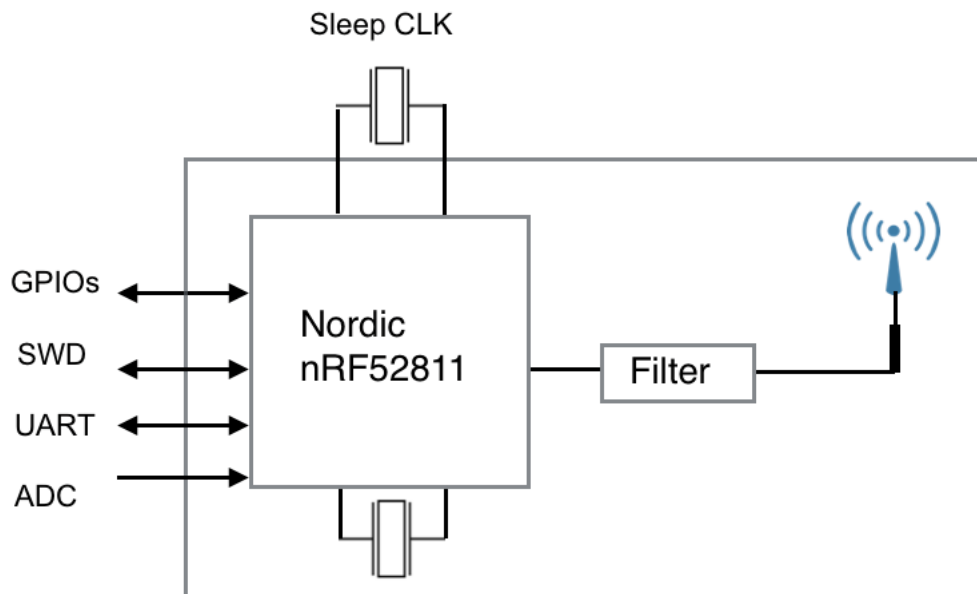 Sleep CLK
GPIOs
SWD
UART
ADC
Nordic
nRF52811
Filter